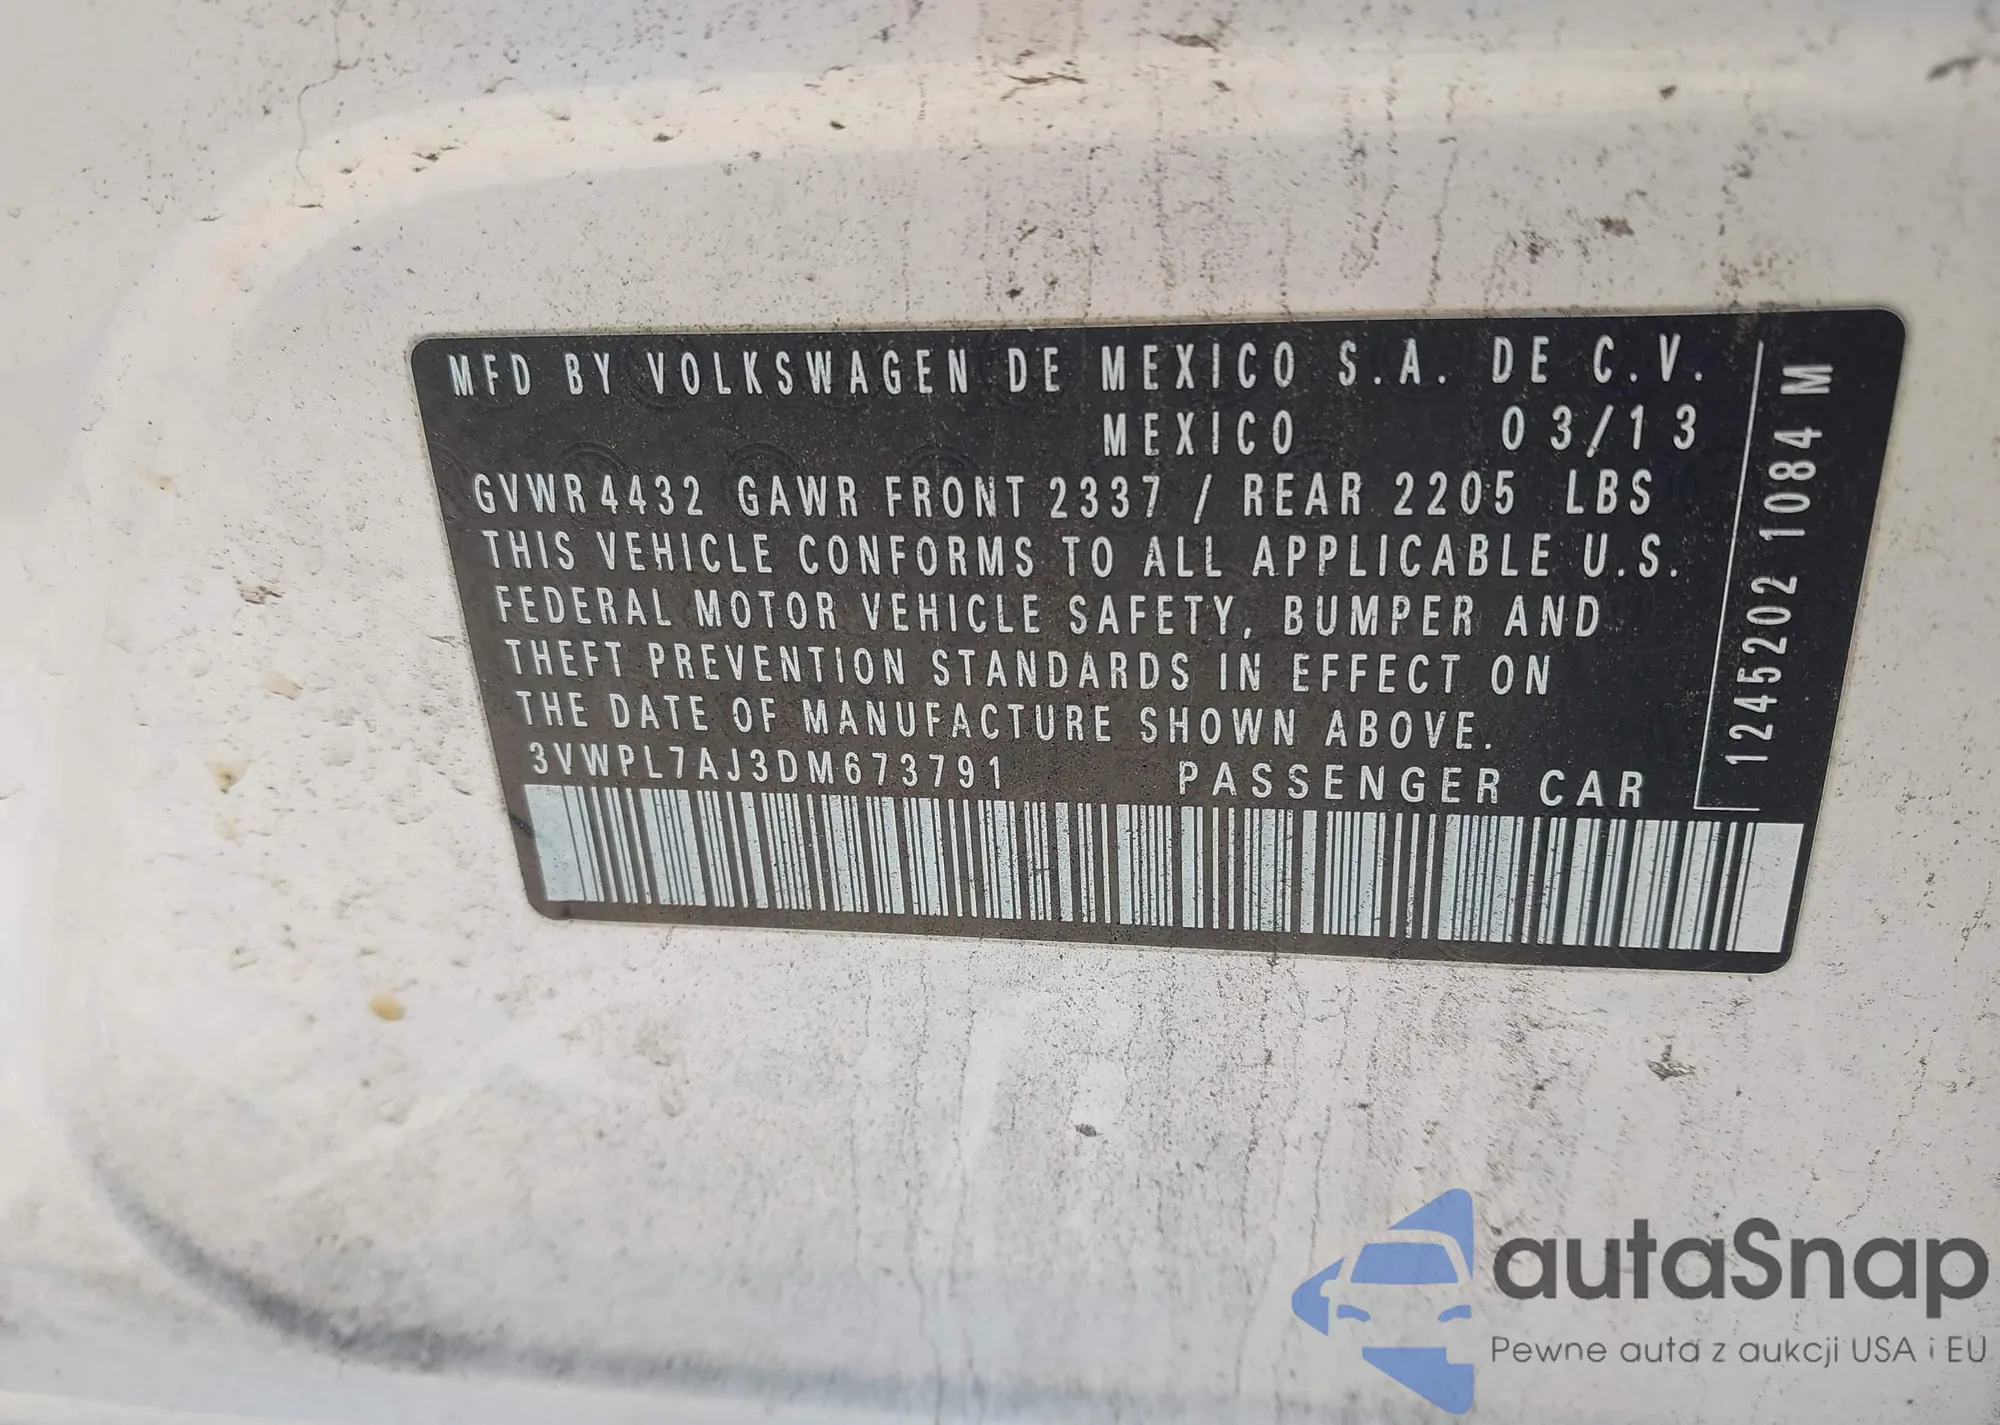 MFD BY VOLKSWAGEN DE MEXICO S.A. DE C.V.
MEXICO 03/13
GVWR 4432 GAWR FRONT 2337 / REAR 2205 LBS
THIS VEHICLE CONFORMS TO ALL APPLICABLE U.S.
FEDERAL MOTOR VEHICLE SAFETY, BUMPER AND
THEFT PREVENTION STANDARDS IN EFFECT ON
THE DATE OF MANUFACTURE SHOWN ABOVE.
3VWPL7AJ3DM673791 PASSENGER CAR
1245202 1084 M
autaSnap
Pewne auta z aukcji USA i EU